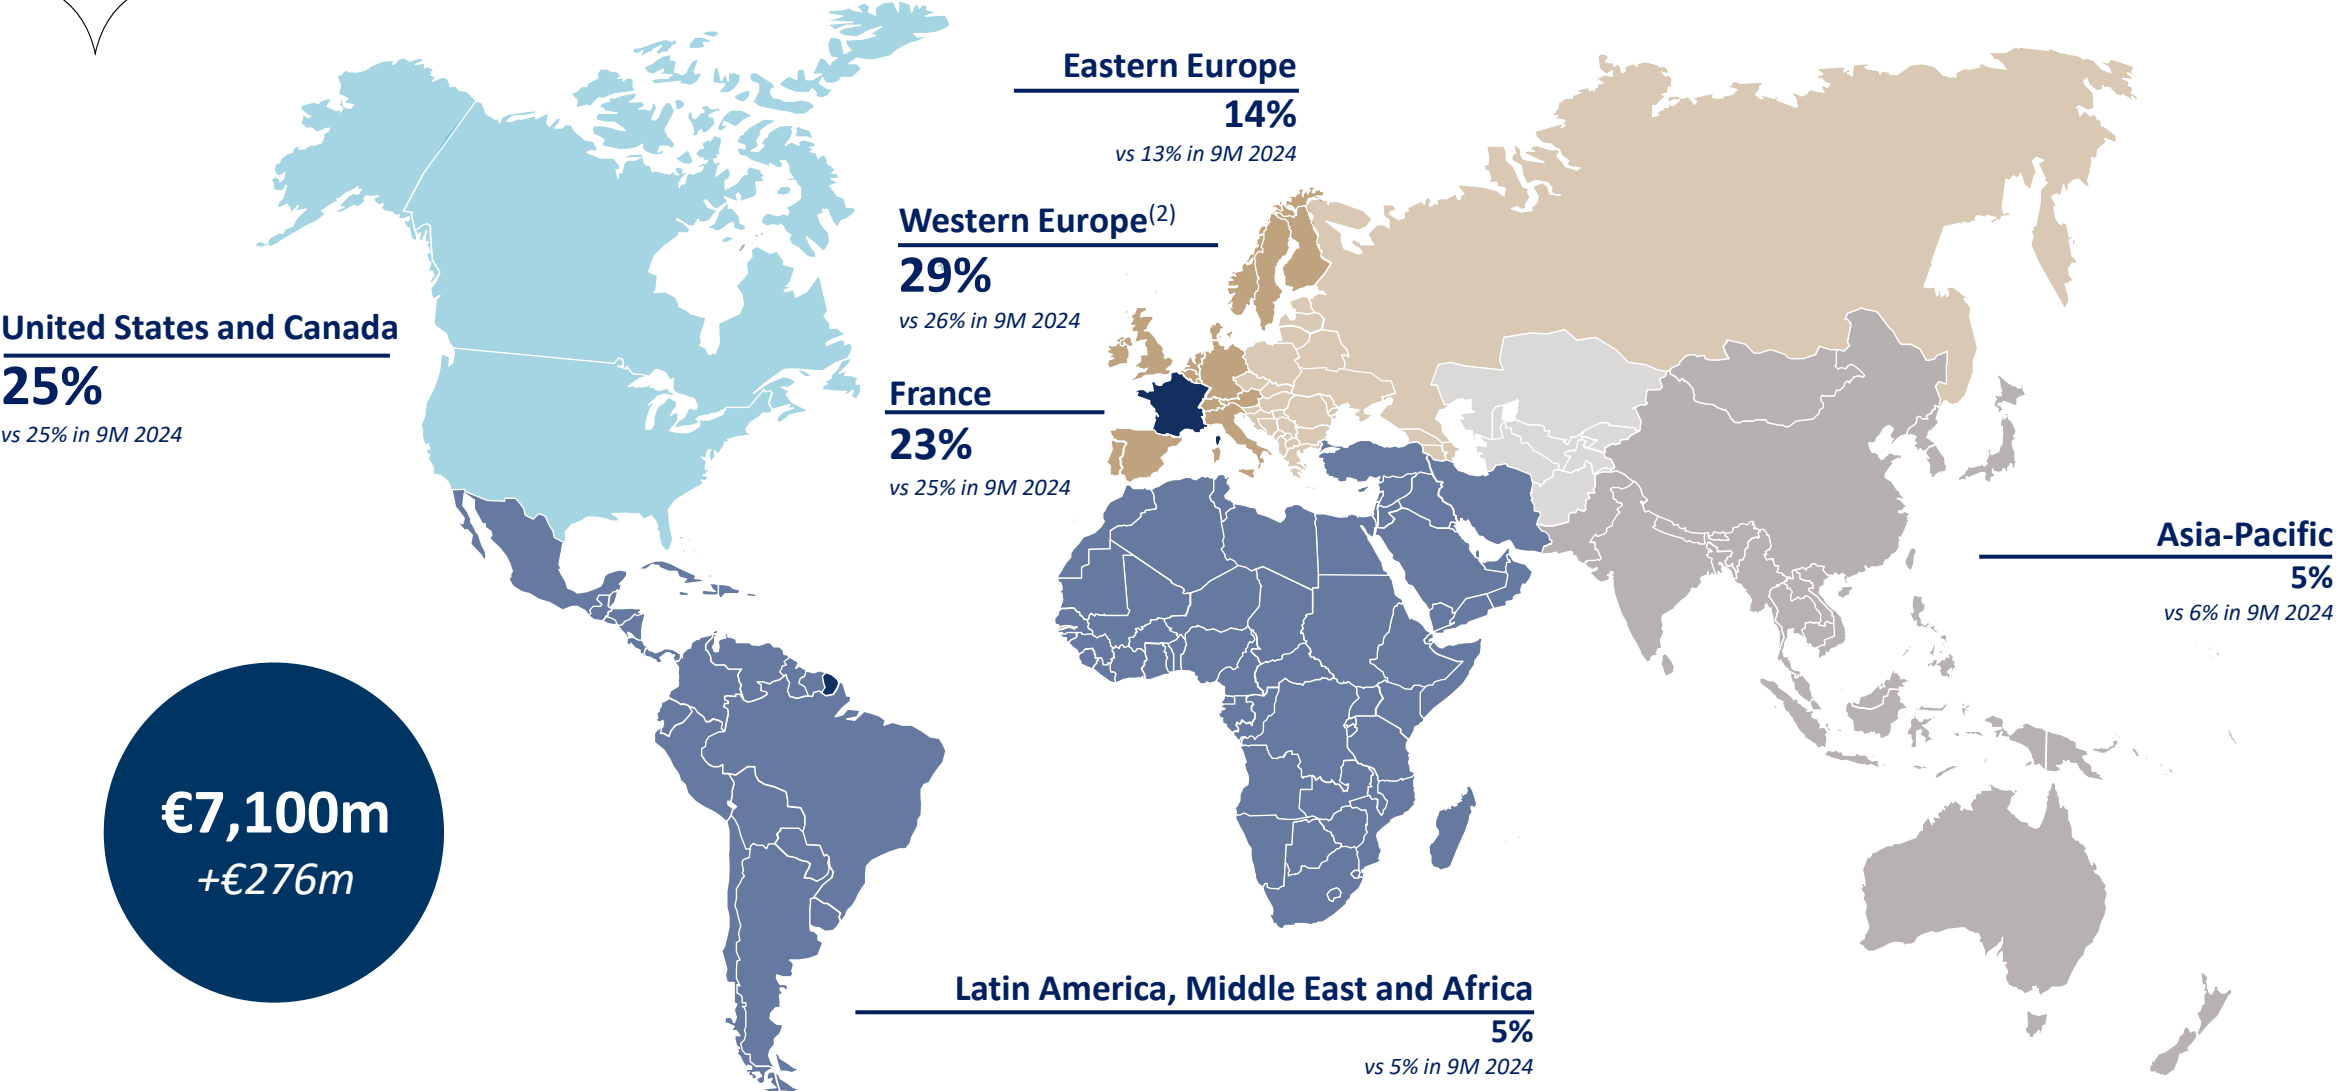 Eastern Europe
14%
vs 13% in 9M 2024
Western Europe(2)
29%
vs 26% in 9M 2024
United States and Canada
25%
vs 25% in 9M 2024
France
23%
vs 25% in 9M 2024
Asia-Pacific
5%
vs 6% in 9M 2024
€7,100m
+€276m
Latin America, Middle East and Africa
5%
vs 5% in 9M 2024